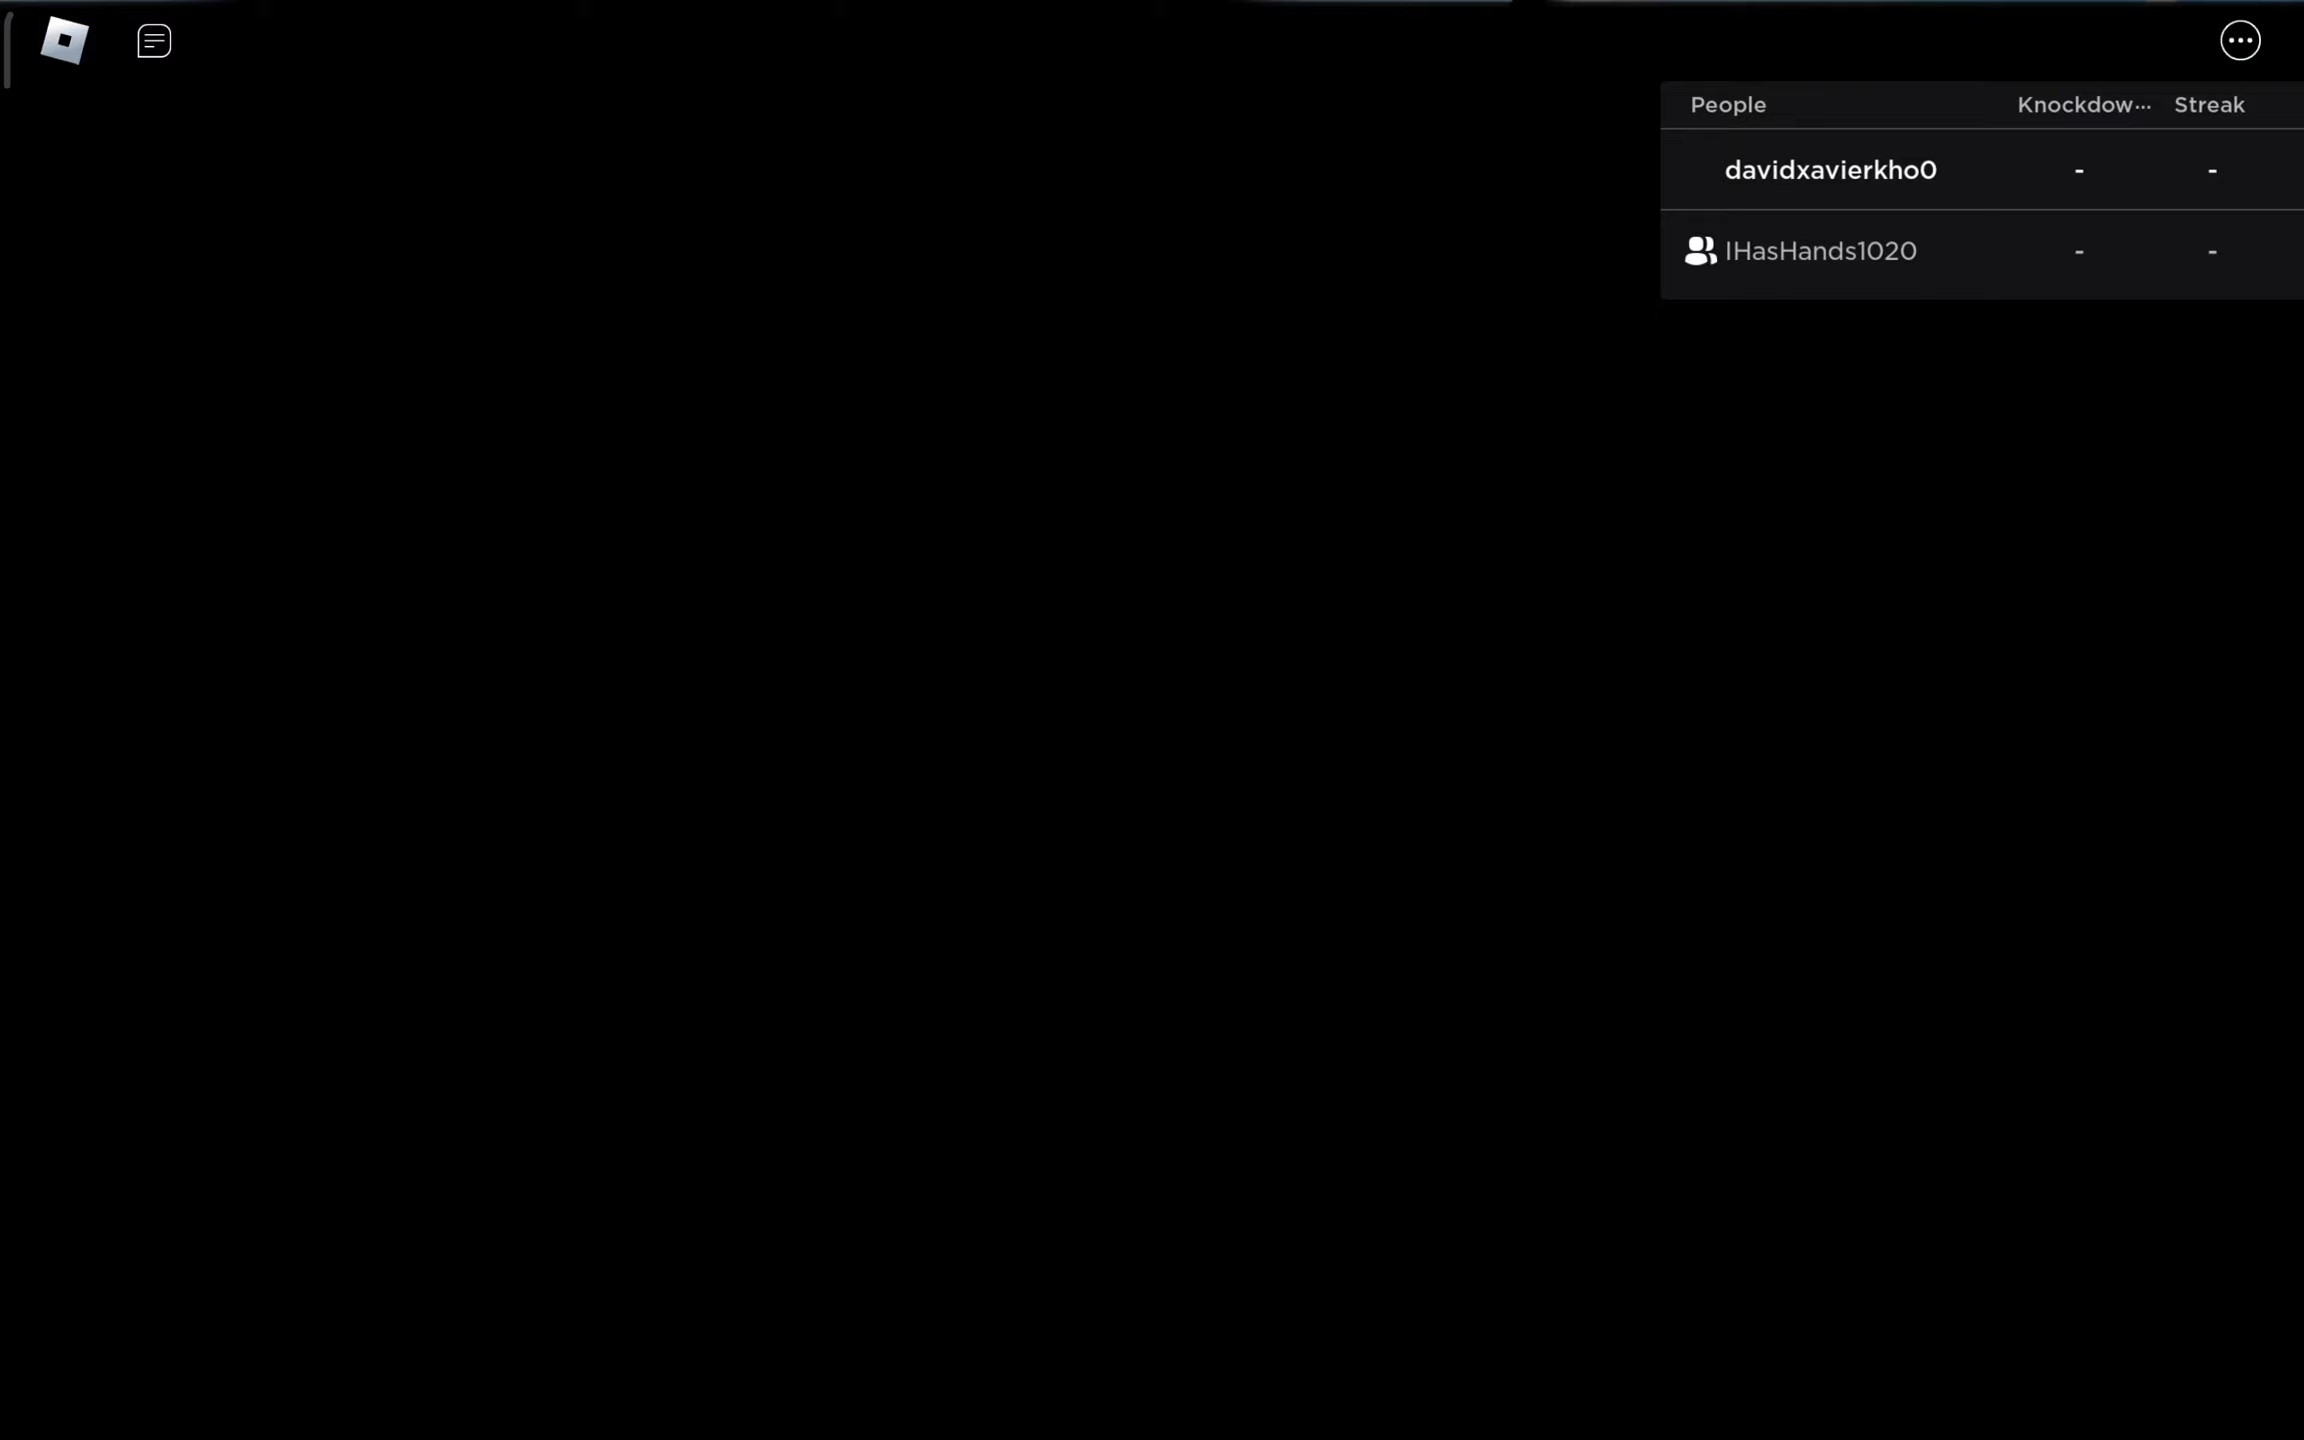 People Knockdow... Streak
davidxavierkho0 - -
IHasHands1020 - -